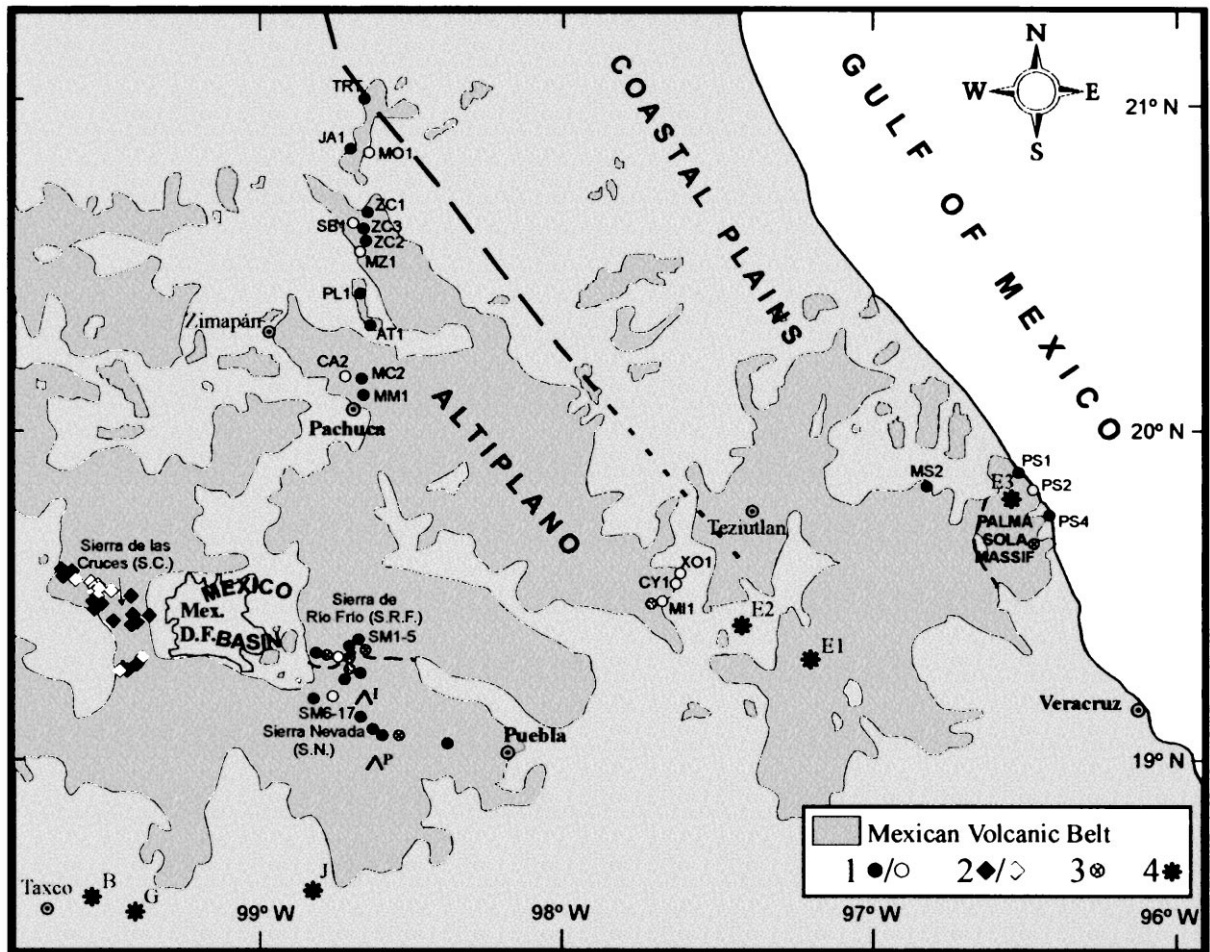 N
W E
S
GULF OF MEXICO
COASTAL PLAINS
ALTIPLANO
21° N
20° N
19° N
TRT
JA1
MO1
ZC1
SB1
ZC3
ZC2
MZ1
PL1
Zimapán
AT1
CA2
MC2
MM1
Pachuca
MS2
PS1
E3
PS2
PALMA
SOLA
MASSIF
PS4
Teziutlan
XO1
CY1
MI1
E2
E1
Sierra de las
Cruces (S.C.)
MEXICO
BASIN
Mex.
D.F.
Sierra de
Río Frío (S.R.F.)
SM1-5
I
SM6-17
Sierra Nevada
(S.N.)
P
Puebla
Veracruz
Taxco
B
G
J
Mexican Volcanic Belt
1 / 2 / 3 4
99° W
98° W
97° W
96° W